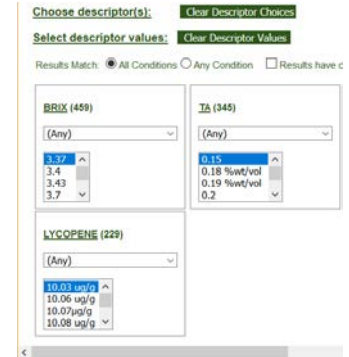 Choose descriptor(s): Clear Descriptor Choices
Select descriptor values: Clear Descriptor Values
Results Match: All Conditions Any Condition Results have
BRIX (459)
(Any)
3.37
3.4
3.43
3.7
TA (345)
(Any)
0.15
0.18 %wt/vol
0.19 %wt/vol
0.2
LYCOPENE (229)
(Any)
10.03 ug/g
10.06 ug/g
10.07µg/g
10.08 ug/g